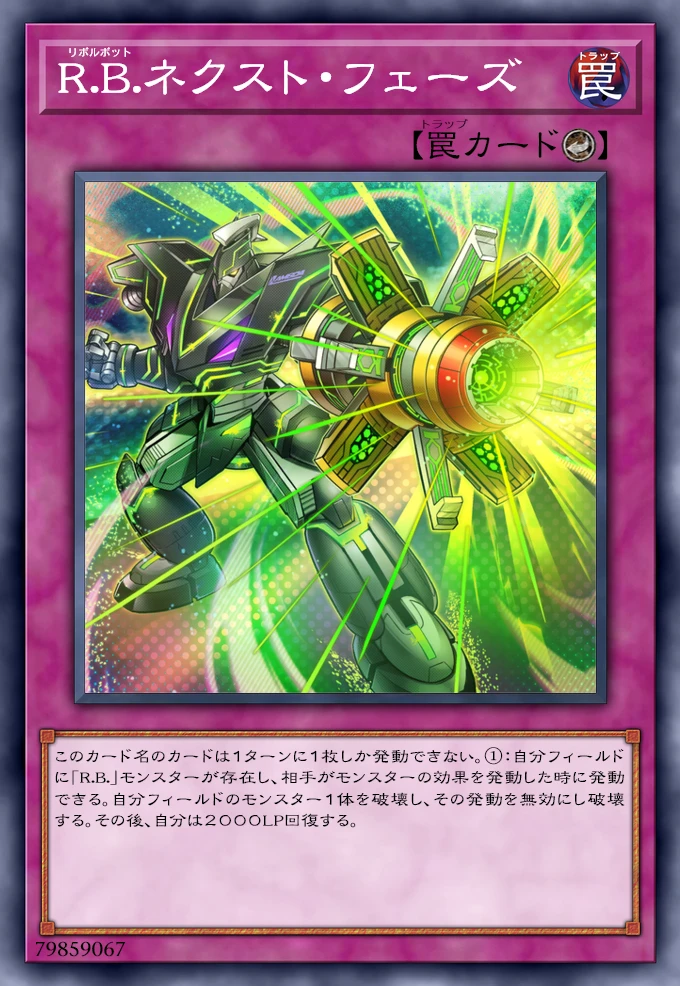 リボルボット
R.B.ネクスト・フェーズ
トラップ
罠
トラップ
【罠カード】
このカード名のカードは1ターンに1枚しか発動できない。①:自分フィールド
に「R.B.」モンスターが存在し、相手がモンスターの効果を発動した時に発動
できる。自分フィールドのモンスター1体を破壊し、その発動を無効にし破壊
する。その後、自分は2000LP回復する。
79859067